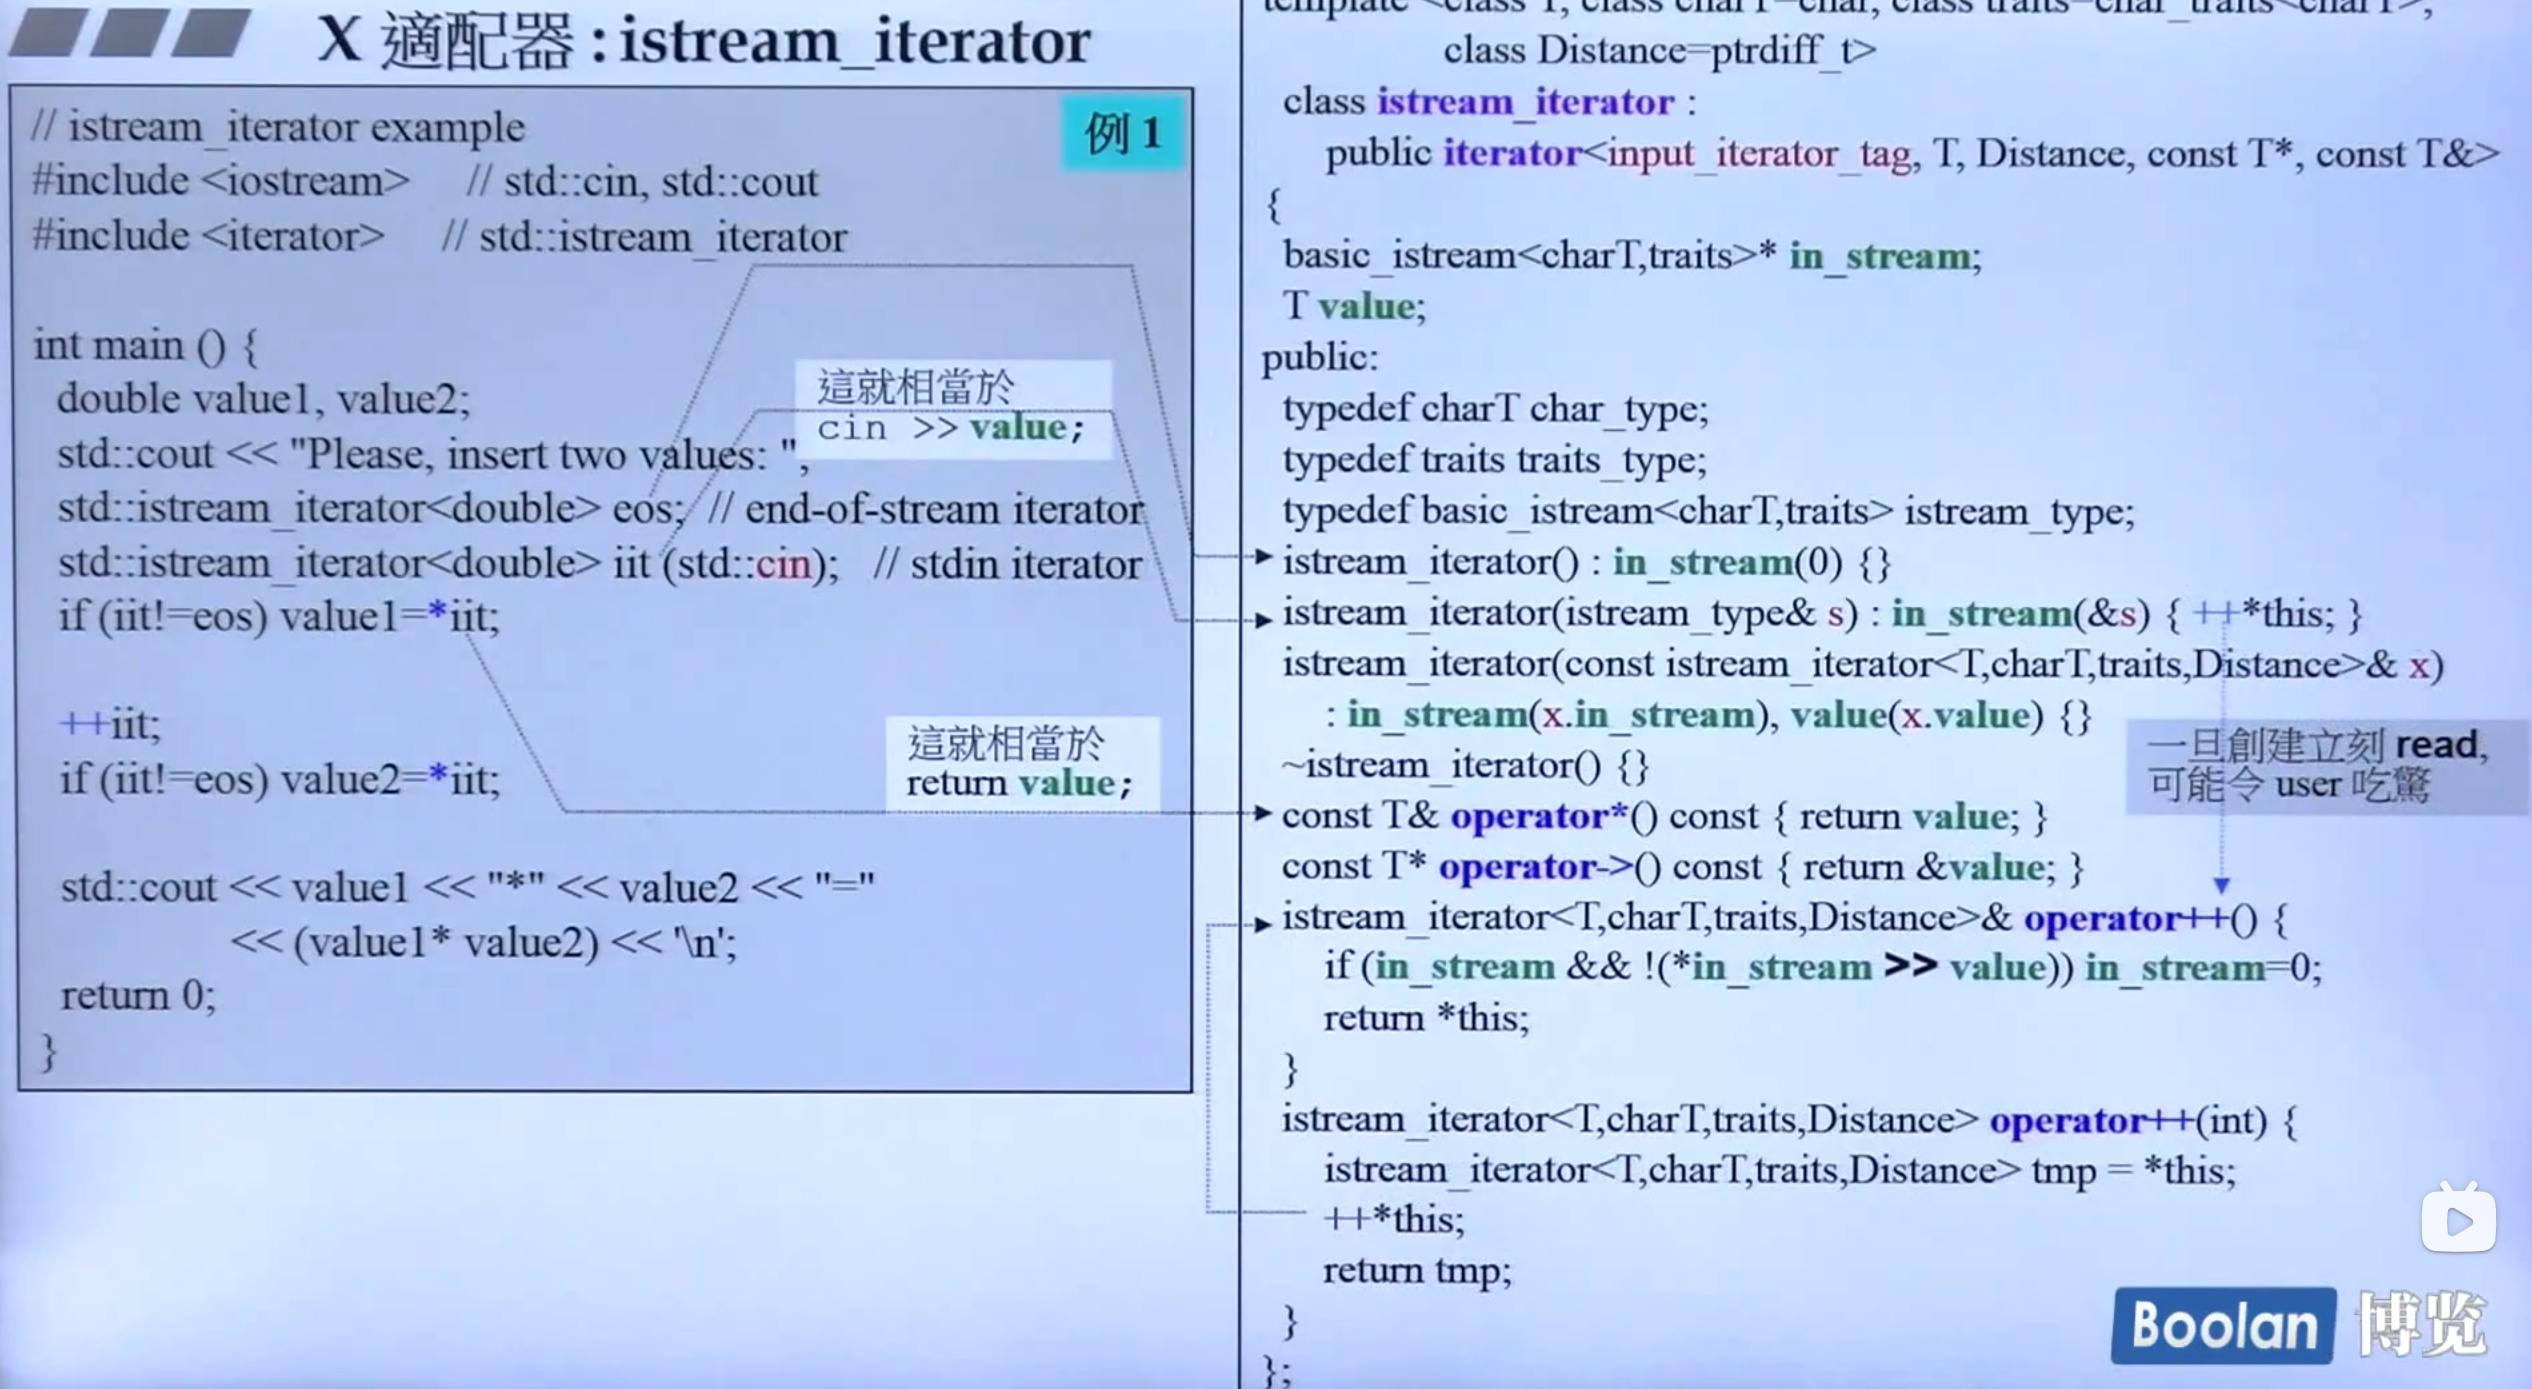 X 適配器 : istream_iterator
例 1
// istream_iterator example
#include <iostream> // std::cin, std::cout
#include <iterator> // std::istream_iterator
int main () {
double value1, value2;
std::cout << "Please, insert two values: ";
std::istream_iterator<double> eos; // end-of-stream iterator
std::istream_iterator<double> iit (std::cin); // stdin iterator
if (iit!=eos) value1=*iit;
++iit;
if (iit!=eos) value2=*iit;
std::cout << value1 << "*" << value2 << "="
<< (value1* value2) << '\n';
return 0;
}
這就相當於
cin >> value;
這就相當於
return value;
template <class T, class charT=char, class traits=char_traits<charT>,
class Distance=ptrdiff_t>
class istream_iterator :
public iterator<input_iterator_tag, T, Distance, const T*, const T&>
{
basic_istream<charT,traits>* in_stream;
T value;
public:
typedef charT char_type;
typedef traits traits_type;
typedef basic_istream<charT,traits> istream_type;
istream_iterator() : in_stream(0) {}
istream_iterator(istream_type& s) : in_stream(&s) { ++*this; }
istream_iterator(const istream_iterator<T,charT,traits,Distance>& x)
: in_stream(x.in_stream), value(x.value) {}
~istream_iterator() {}
const T& operator*() const { return value; }
const T* operator->() const { return &value; }
istream_iterator<T,charT,traits,Distance>& operator++() {
if (in_stream && !(*in_stream >> value)) in_stream=0;
return *this;
}
istream_iterator<T,charT,traits,Distance> operator++(int) {
istream_iterator<T,charT,traits,Distance> tmp = *this;
++*this;
return tmp;
}
};
一旦創建立刻 read,
可能令 user 吃驚
Boolan 博览